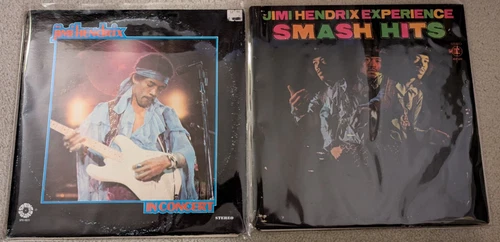 Jimi Hendrix
IN CONCERT
STEREO
JIMI HENDRIX EXPERIENCE
SMASH HITS